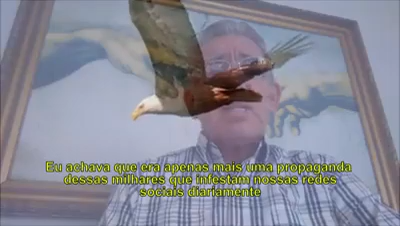 Eu achava que era apenas mais uma propaganda
dessas milhares que infestam nossas redes
sociais diariamente